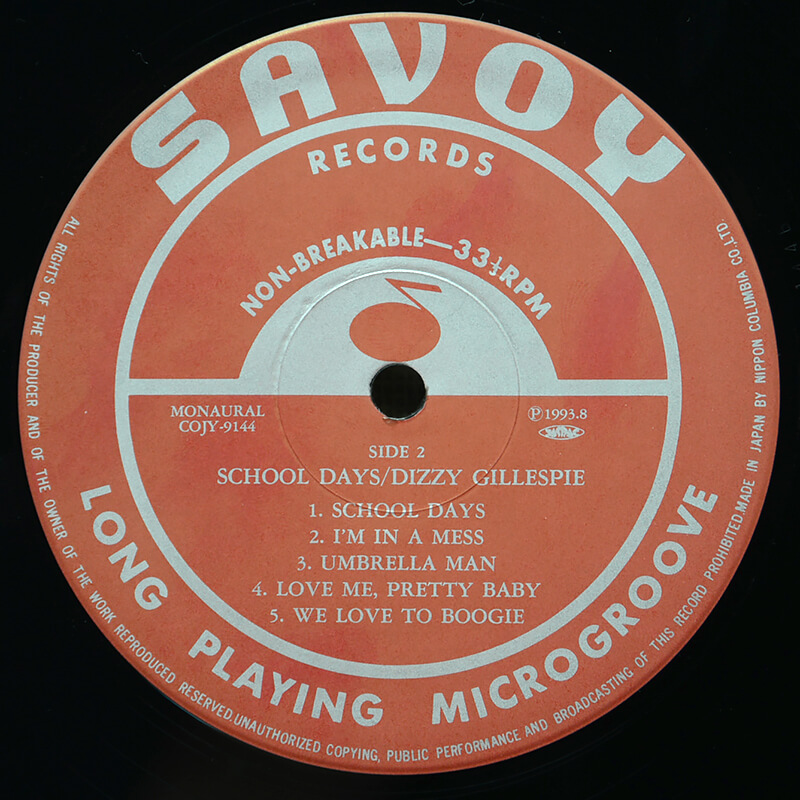 SAVOY
RECORDS
NON-BREAKABLE—33⅓RPM
MONAURAL
COJY-9144
Ⓟ1993.8
SIDE 2
SCHOOL DAYS/DIZZY GILLESPIE
1. SCHOOL DAYS
2. I'M IN A MESS
3. UMBRELLA MAN
4. LOVE ME, PRETTY BABY
5. WE LOVE TO BOOGIE
LONG PLAYING MICROGROOVE
ALL RIGHTS OF THE PRODUCER AND OF THE OWNER OF THE WORK REPRODUCED RESERVED.UNAUTHORIZED COPYING, PUBLIC PERFORMANCE AND BROADCASTING OF THIS RECORD PROHIBITED.MADE IN JAPAN BY NIPPON COLUMBIA CO.,LTD.